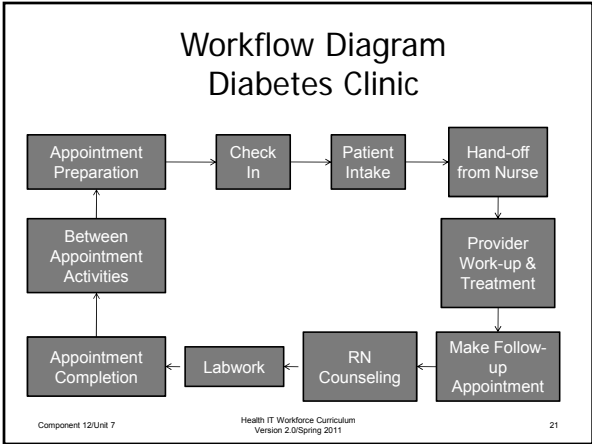 Workflow Diagram
Diabetes Clinic
Appointment
Preparation
Check
In
Patient
Intake
Hand-off
from Nurse
Between
Appointment
Activities
Provider
Work-up &
Treatment
Appointment
Completion
Labwork
RN
Counseling
Make Follow-
up
Appointment
Component 12/Unit 7
Health IT Workforce Curriculum
Version 2.0/Spring 2011
21